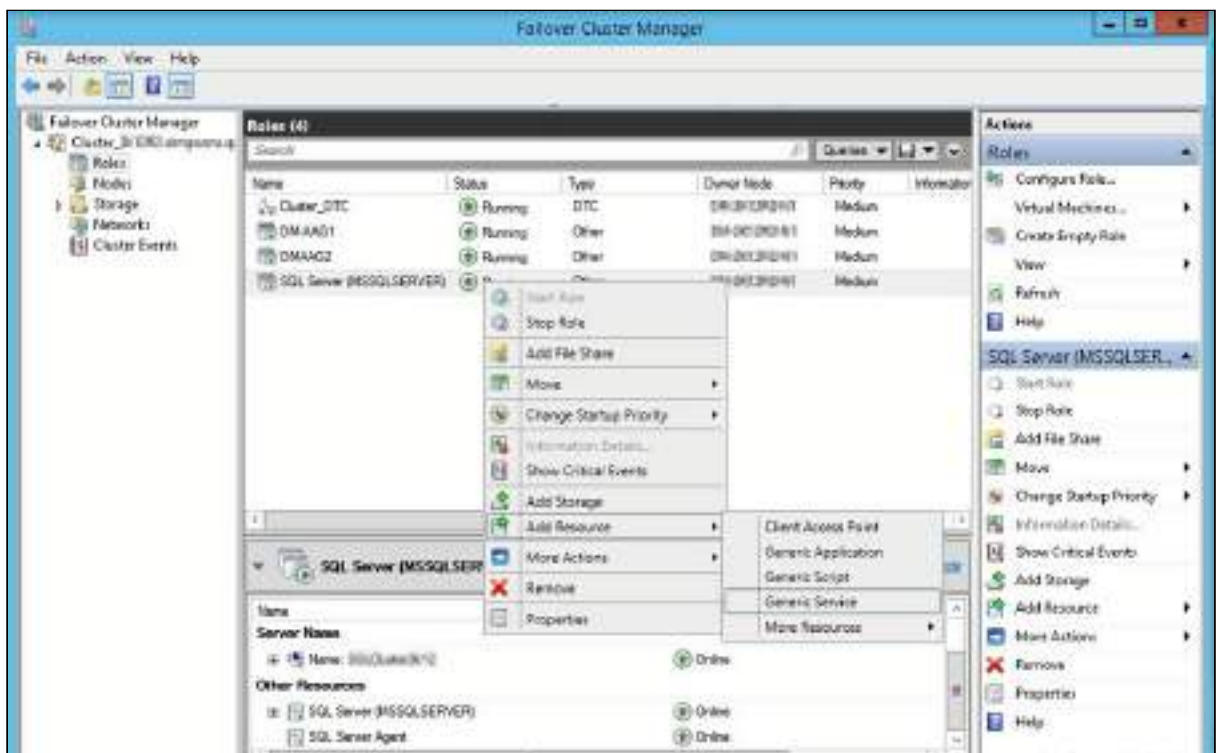 Failover Cluster Manager
File Action View Help
Failover Cluster Manager
Roles
Nodes
Storage
Networks
Cluster Events
Roles (4)
Search
Queries
Name Status Type Owner Node Priority Information
Cluster_DTC Running DTC Medium
DM-AAG1 Running Other Medium
DMAAG2 Running Other Medium
SQL Server (MSSQLSERVER) Medium
Start Role
Stop Role
Add File Share
Move
Change Startup Priority
Information Details...
Show Critical Events
Add Storage
Add Resource
More Actions
Remove
Properties
Client Access Point
Generic Application
Generic Script
Generic Service
More Resources
SQL Server (MSSQLSER
Name
Server Name
Name:
Online
Other Resources
SQL Server (MSSQLSERVER) Online
SQL Server Agent Online
Actions
Roles
Configure Role...
Virtual Machines...
Create Empty Role
View
Refresh
Help
SQL Server (MSSQLSER...
Start Role
Stop Role
Add File Share
Move
Change Startup Priority
Information Details...
Show Critical Events
Add Storage
Add Resource
More Actions
Remove
Properties
Help